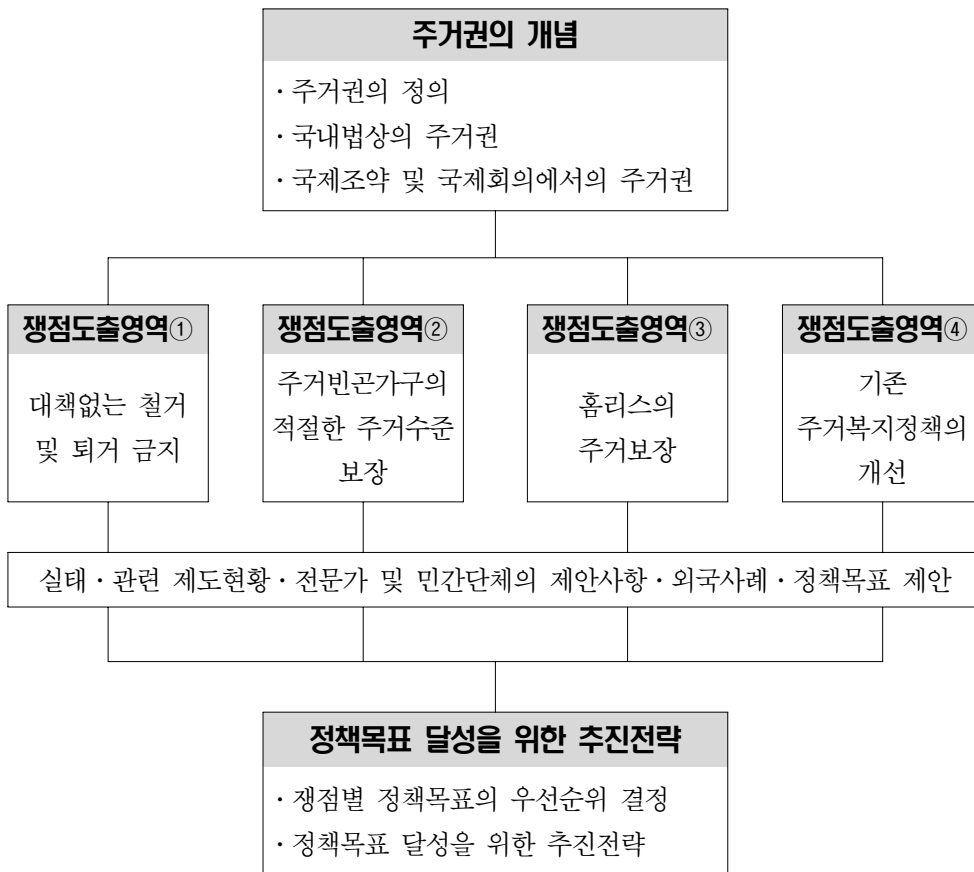 주거권의 개념
· 주거권의 정의
· 국내법상의 주거권
· 국제조약 및 국제회의에서의 주거권
쟁점도출영역①
대책없는 철거
및 퇴거 금지
쟁점도출영역②
주거빈곤가구의
적절한 주거수준
보장
쟁점도출영역③
홈리스의
주거보장
쟁점도출영역④
기존
주거복지정책의
개선
실태·관련 제도현황·전문가 및 민간단체의 제안사항·외국사례·정책목표 제안
정책목표 달성을 위한 추진전략
· 쟁점별 정책목표의 우선순위 결정
· 정책목표 달성을 위한 추진전략